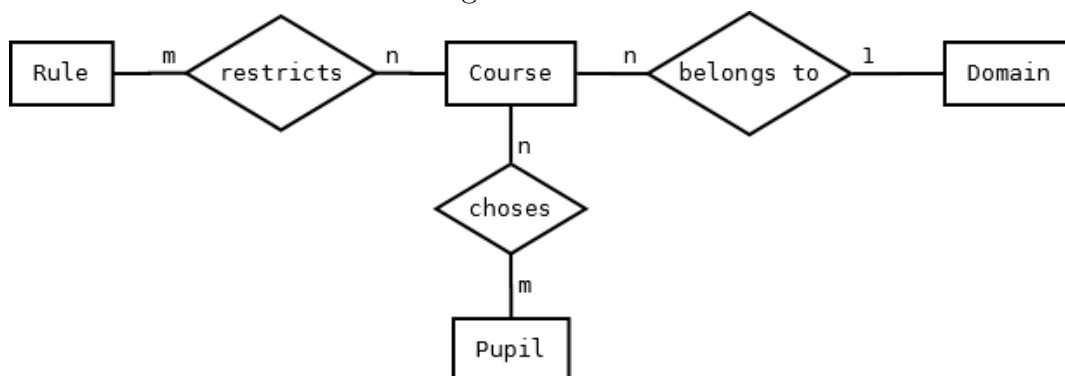 m n n 1
Rule restricts Course belongs to Domain
n
choses
m
Pupil